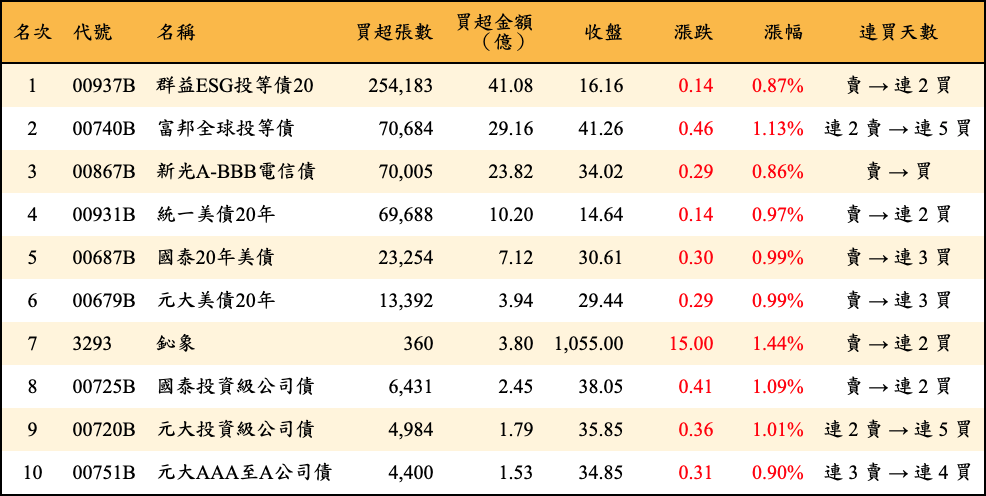 名次 代號 名稱 買超張數 買超金額（億） 收盤 漲跌 漲幅 連買天數
1 00937B 群益ESG投等債20 254,183 41.08 16.16 0.14 0.87% 賣 → 連 2 買
2 00740B 富邦全球投等債 70,684 29.16 41.26 0.46 1.13% 連 2 賣 → 連 5 買
3 00867B 新光A-BBB電信債 70,005 23.82 34.02 0.29 0.86% 賣 → 買
4 00931B 統一美債20年 69,688 10.20 14.64 0.14 0.97% 賣 → 連 2 買
5 00687B 國泰20年美債 23,254 7.12 30.61 0.30 0.99% 賣 → 連 3 買
6 00679B 元大美債20年 13,392 3.94 29.44 0.29 0.99% 賣 → 連 3 買
7 3293 鈊象 360 3.80 1,055.00 15.00 1.44% 賣 → 連 2 買
8 00725B 國泰投資級公司債 6,431 2.45 38.05 0.41 1.09% 賣 → 連 2 買
9 00720B 元大投資級公司債 4,984 1.79 35.85 0.36 1.01% 連 2 賣 → 連 5 買
10 00751B 元大AAA至A公司債 4,400 1.53 34.85 0.31 0.90% 連 3 賣 → 連 4 買